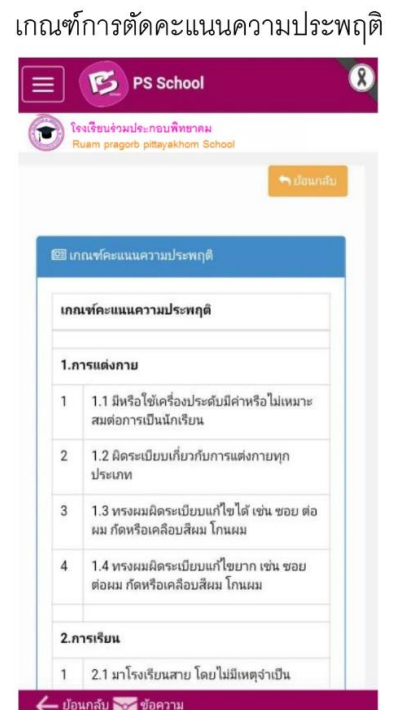 เกณฑ์การตัดคะแนนความประพฤติ
PS School
โรงเรียนร่วมประกอบพิทยาคม
Ruam pragorb pittayakhom School
ย้อนกลับ
เกณฑ์คะแนนความประพฤติ
เกณฑ์คะแนนความประพฤติ
1.การแต่งกาย
1 1.1 มีหรือใช้เครื่องประดับมีค่าหรือไม่เหมาะ
สมต่อการเป็นนักเรียน
2 1.2 ผิดระเบียบเกี่ยวกับการแต่งกายทุก
ประเภท
3 1.3 ทรงผมผิดระเบียบแก้ไขได้ เช่น ซอย ต่อ
ผม กัดหรือเคลือบสีผม โกนผม
4 1.4 ทรงผมผิดระเบียบแก้ไขยาก เช่น ซอย
ต่อผม กัดหรือเคลือบสีผม โกนผม
2.การเรียน
1 2.1 มาโรงเรียนสาย โดยไม่มีเหตุจำเป็น
ย้อนกลับ ข้อความ